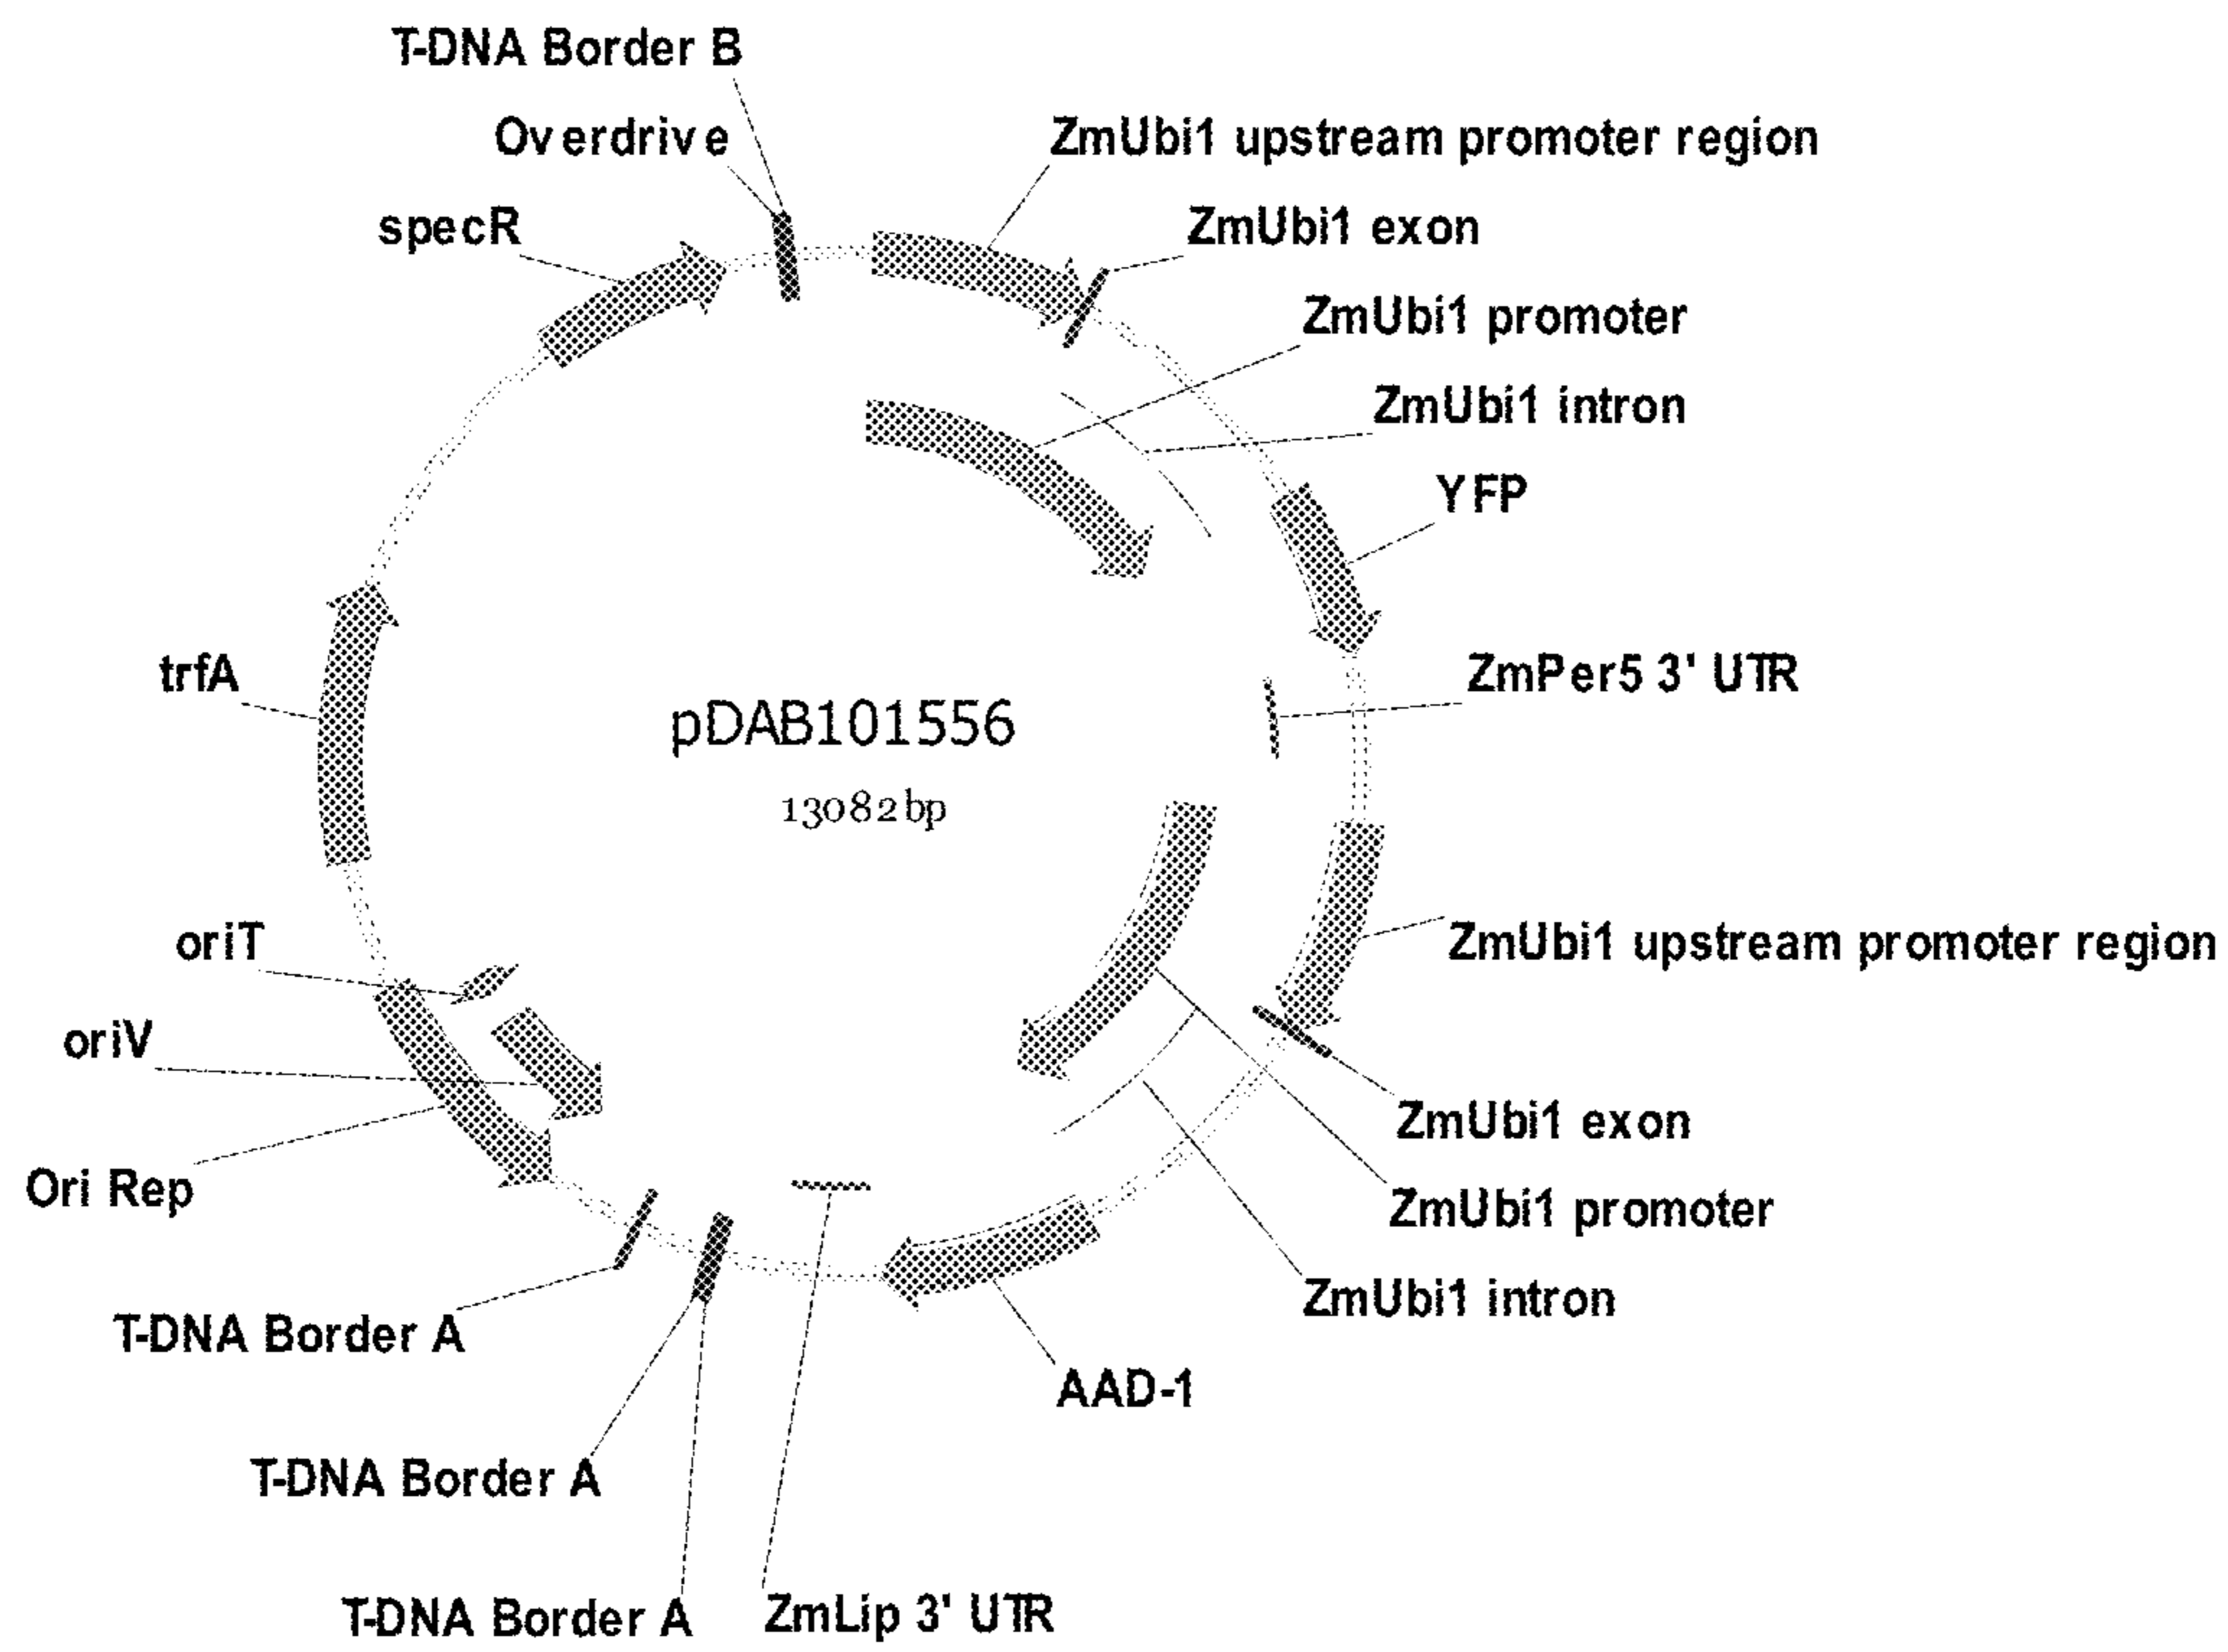 T-DNA Border B
Overdrive
ZmUbi1 upstream promoter region
specR
ZmUbi1 exon
ZmUbi1 promoter
ZmUbi1 intron
YFP
trfA
ZmPer5 3' UTR
pDAB101556
13082bp
oriT
ZmUbi1 upstream promoter region
oriV
ZmUbi1 exon
Ori Rep
ZmUbi1 promoter
ZmUbi1 intron
T-DNA Border A
AAD-1
T-DNA Border A
T-DNA Border A
ZmLip 3' UTR